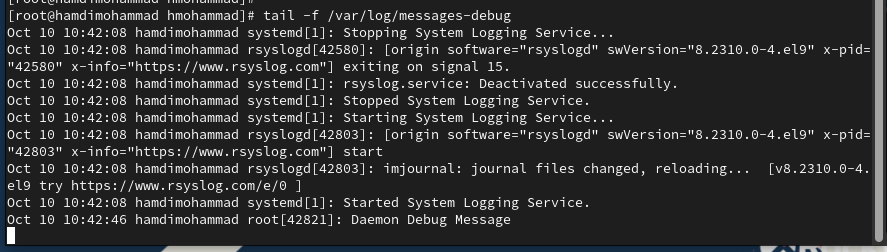 [root@hamdimohammad hmohammad]# tail -f /var/log/messages-debug
Oct 10 10:42:08 hamdimohammad systemd[1]: Stopping System Logging Service...
Oct 10 10:42:08 hamdimohammad rsyslogd[42580]: [origin software="rsyslogd" swVersion="8.2310.0-4.el9" x-pid=
"42580" x-info="https://www.rsyslog.com"] exiting on signal 15.
Oct 10 10:42:08 hamdimohammad systemd[1]: rsyslog.service: Deactivated successfully.
Oct 10 10:42:08 hamdimohammad systemd[1]: Stopped System Logging Service.
Oct 10 10:42:08 hamdimohammad systemd[1]: Starting System Logging Service...
Oct 10 10:42:08 hamdimohammad rsyslogd[42803]: [origin software="rsyslogd" swVersion="8.2310.0-4.el9" x-pid=
"42803" x-info="https://www.rsyslog.com"] start
Oct 10 10:42:08 hamdimohammad rsyslogd[42803]: imjournal: journal files changed, reloading...  [v8.2310.0-4.
el9 try https://www.rsyslog.com/e/0 ]
Oct 10 10:42:08 hamdimohammad systemd[1]: Started System Logging Service.
Oct 10 10:42:46 hamdimohammad root[42821]: Daemon Debug Message